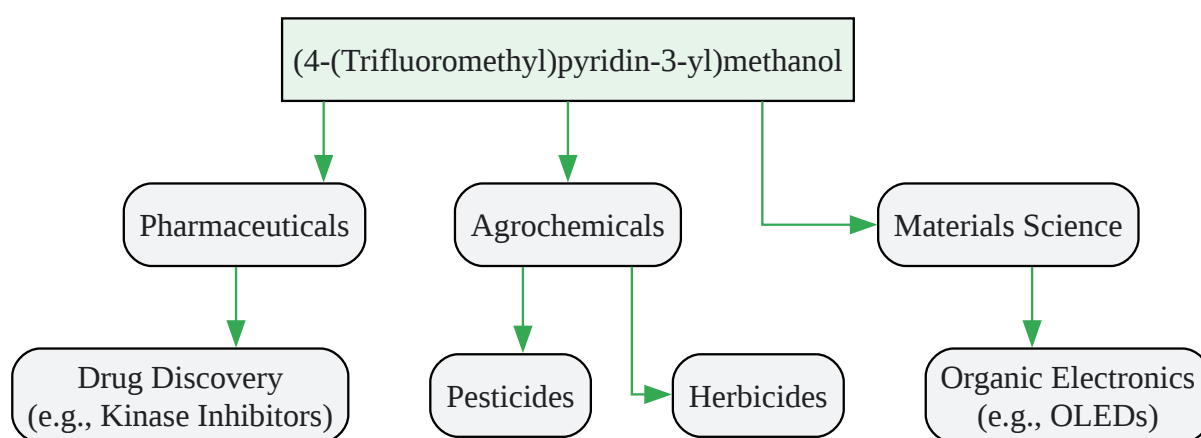 (4-(Trifluoromethyl)pyridin-3-yl)methanol
Pharmaceuticals
Agrochemicals
Materials Science
Drug Discovery
(e.g., Kinase Inhibitors)
Pesticides
Herbicides
Organic Electronics
(e.g., OLEDs)